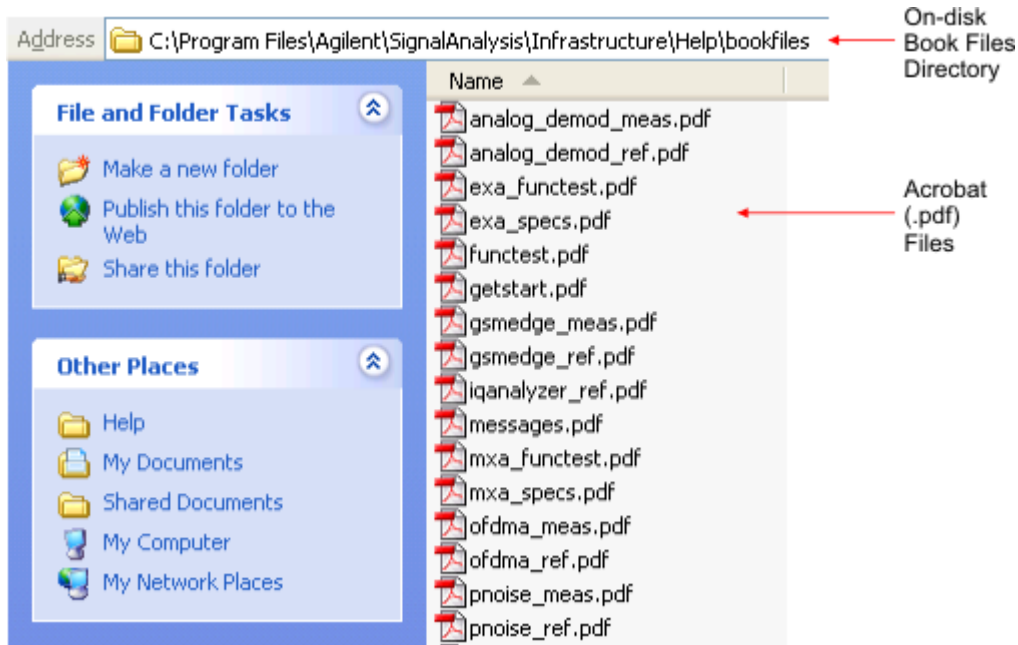 Address C:\Program Files\Agilent\SignalAnalysis\Infrastructure\Help\bookfiles
On-disk
Book Files
Directory
File and Folder Tasks
Make a new folder
Publish this folder to the
Web
Share this folder
Other Places
Help
My Documents
Shared Documents
My Computer
My Network Places
Name
analog_demod_meas.pdf
analog_demod_ref.pdf
exa_functest.pdf
exa_specs.pdf
functest.pdf
getstart.pdf
gsmedge_meas.pdf
gsmedge_ref.pdf
iqanalyzer_ref.pdf
messages.pdf
mxa_functest.pdf
mxa_specs.pdf
ofdma_meas.pdf
ofdma_ref.pdf
pnoise_meas.pdf
pnoise_ref.pdf
Acrobat
(.pdf)
Files